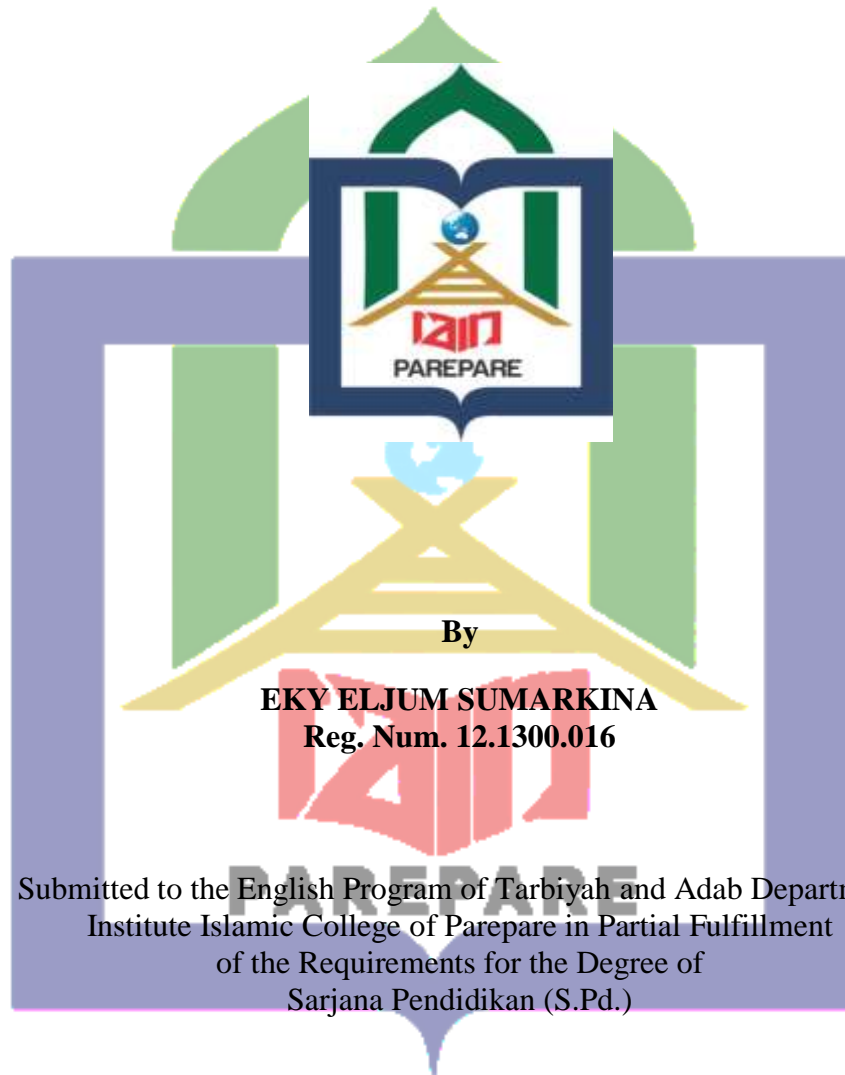 IAIN
PAREPARE
By
EKY ELJUM SUMARKINA
Reg. Num. 12.1300.016
IAIN
PAREPARE
Submitted to the English Program of Tarbiyah and Adab
Institute Islamic College of Parepare in Partial Fulfillment
of the Requirements for the Degree of
Sarjana Pendidikan (S.Pd.)